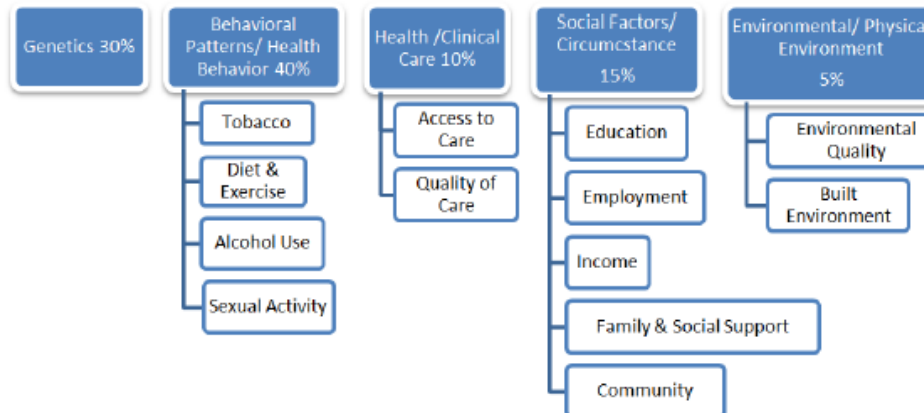 Genetics 30%
Behavioral
Patterns/ Health
Behavior 40%
Tobacco
Diet &
Exercise
Alcohol Use
Sexual Activity
Health /Clinical
Care 10%
Access to
Care
Quality of
Care
Social Factors/
Circumcstance
15%
Education
Employment
Income
Family & Social Support
Community
Environmental/ Physica
Environment
5%
Environmental
Quality
Built
Environment